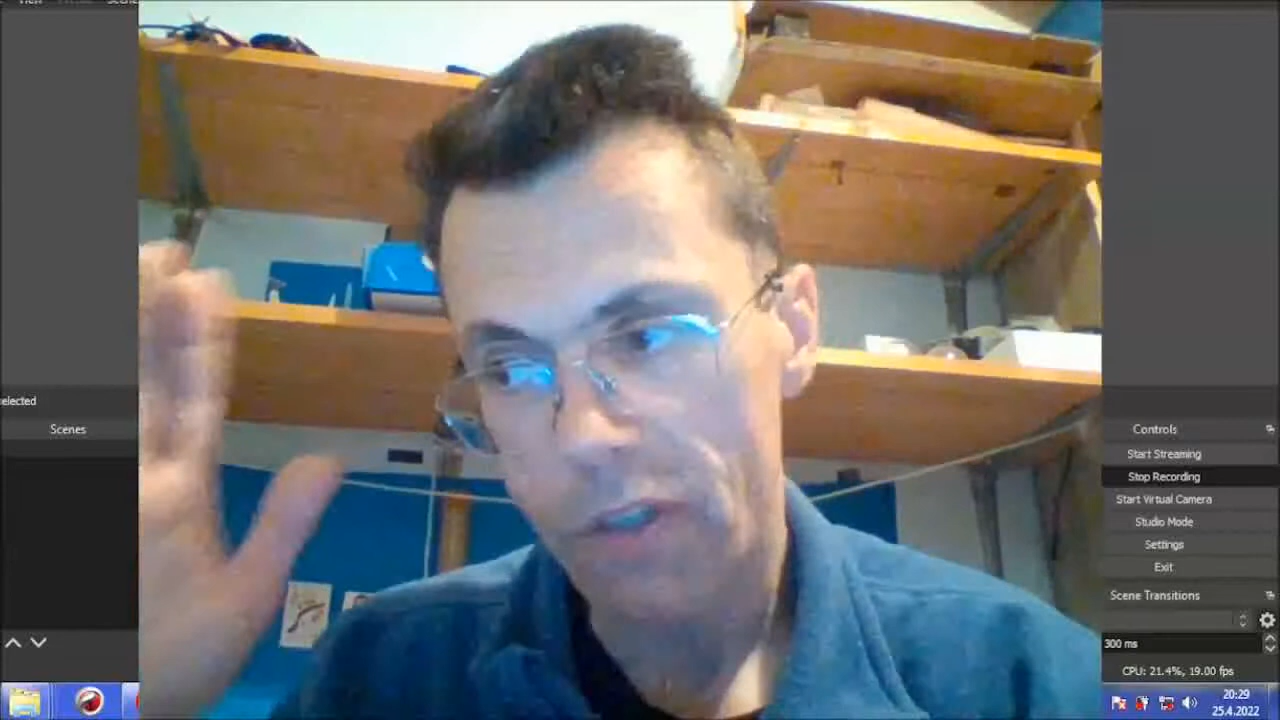 View
elected
Scenes
Controls
Start Streaming
Stop Recording
Start Virtual Camera
Studio Mode
Settings
Exit
Scene Transitions
300 ms
CPU: 21.4%, 19.00 fps
20:29
25.4.2022